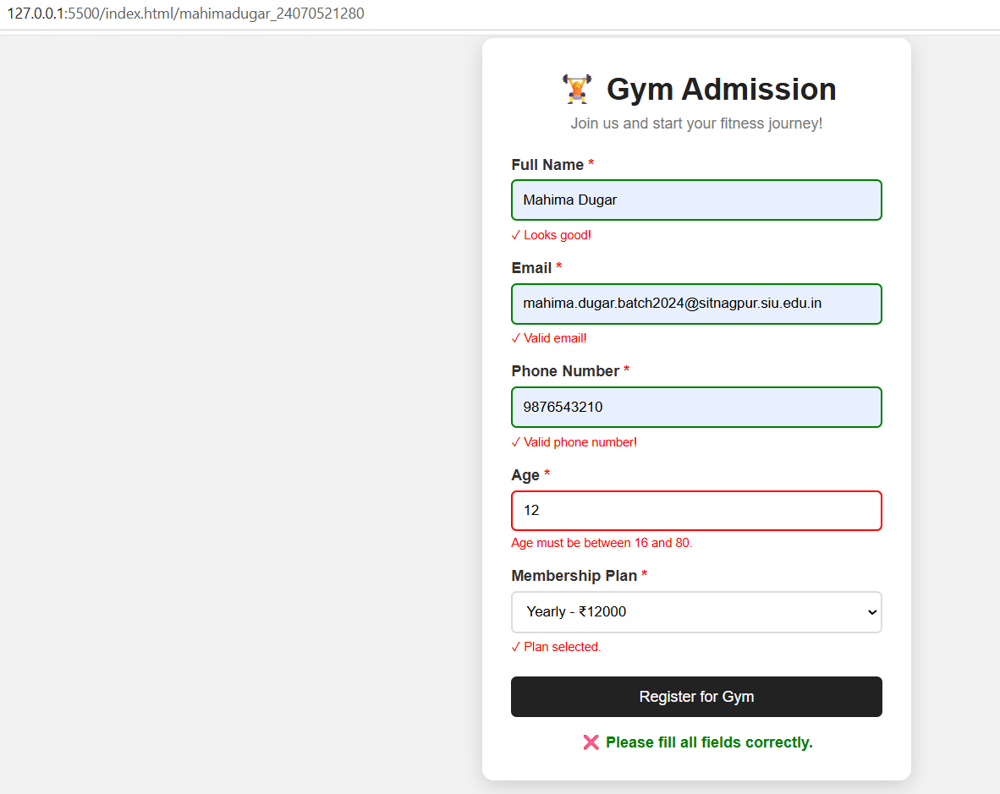 127.0.0.1:5500/index.html/mahimadugar_24070521280
🏋️ Gym Admission
Join us and start your fitness journey!
Full Name *
Mahima Dugar
✓ Looks good!
Email *
mahima.dugar.batch2024@sitnagpur.siu.edu.in
✓ Valid email!
Phone Number *
9876543210
✓ Valid phone number!
Age *
12
Age must be between 16 and 80.
Membership Plan *
Yearly - ₹12000
✓ Plan selected.
Register for Gym
❌ Please fill all fields correctly.